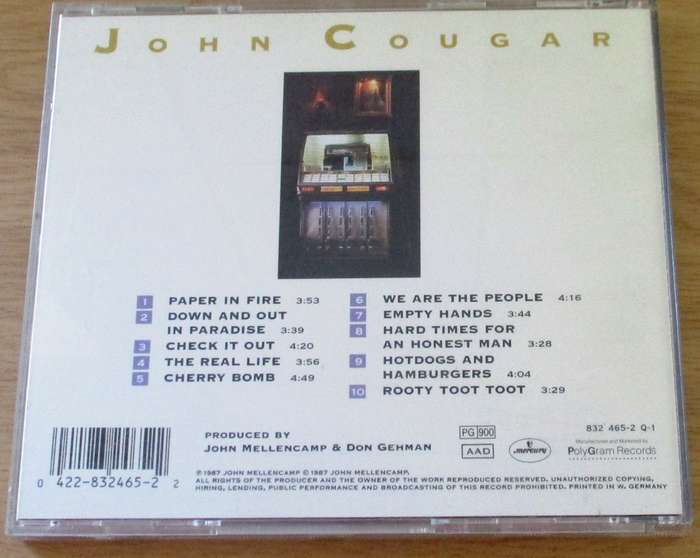 JOHN COUGAR
1 PAPER IN FIRE 3:53
2 DOWN AND OUT
IN PARADISE 3:39
3 CHECK IT OUT 4:20
4 THE REAL LIFE 3:56
5 CHERRY BOMB 4:49
6 WE ARE THE PEOPLE 4:16
7 EMPTY HANDS 3:44
8 HARD TIMES FOR
AN HONEST MAN 3:28
9 HOTDOGS AND
HAMBURGERS 4:04
10 ROOTY TOOT TOOT 3:29
PRODUCED BY
JOHN MELLENCAMP & DON GEHMAN
PG 900
AAD
mercury
832 465-2 Q-1
Manufactured and Marketed by
PolyGram Records
0 422-832465-2 2
℗ 1987 JOHN MELLENCAMP © 1987 JOHN MELLENCAMP.
ALL RIGHTS OF THE PRODUCER AND THE OWNER OF THE WORK REPRODUCED RESERVED. UNAUTHORIZED COPYING,
HIRING, LENDING, PUBLIC PERFORMANCE AND BROADCASTING OF THIS RECORD PROHIBITED. PRINTED IN W. GERMANY